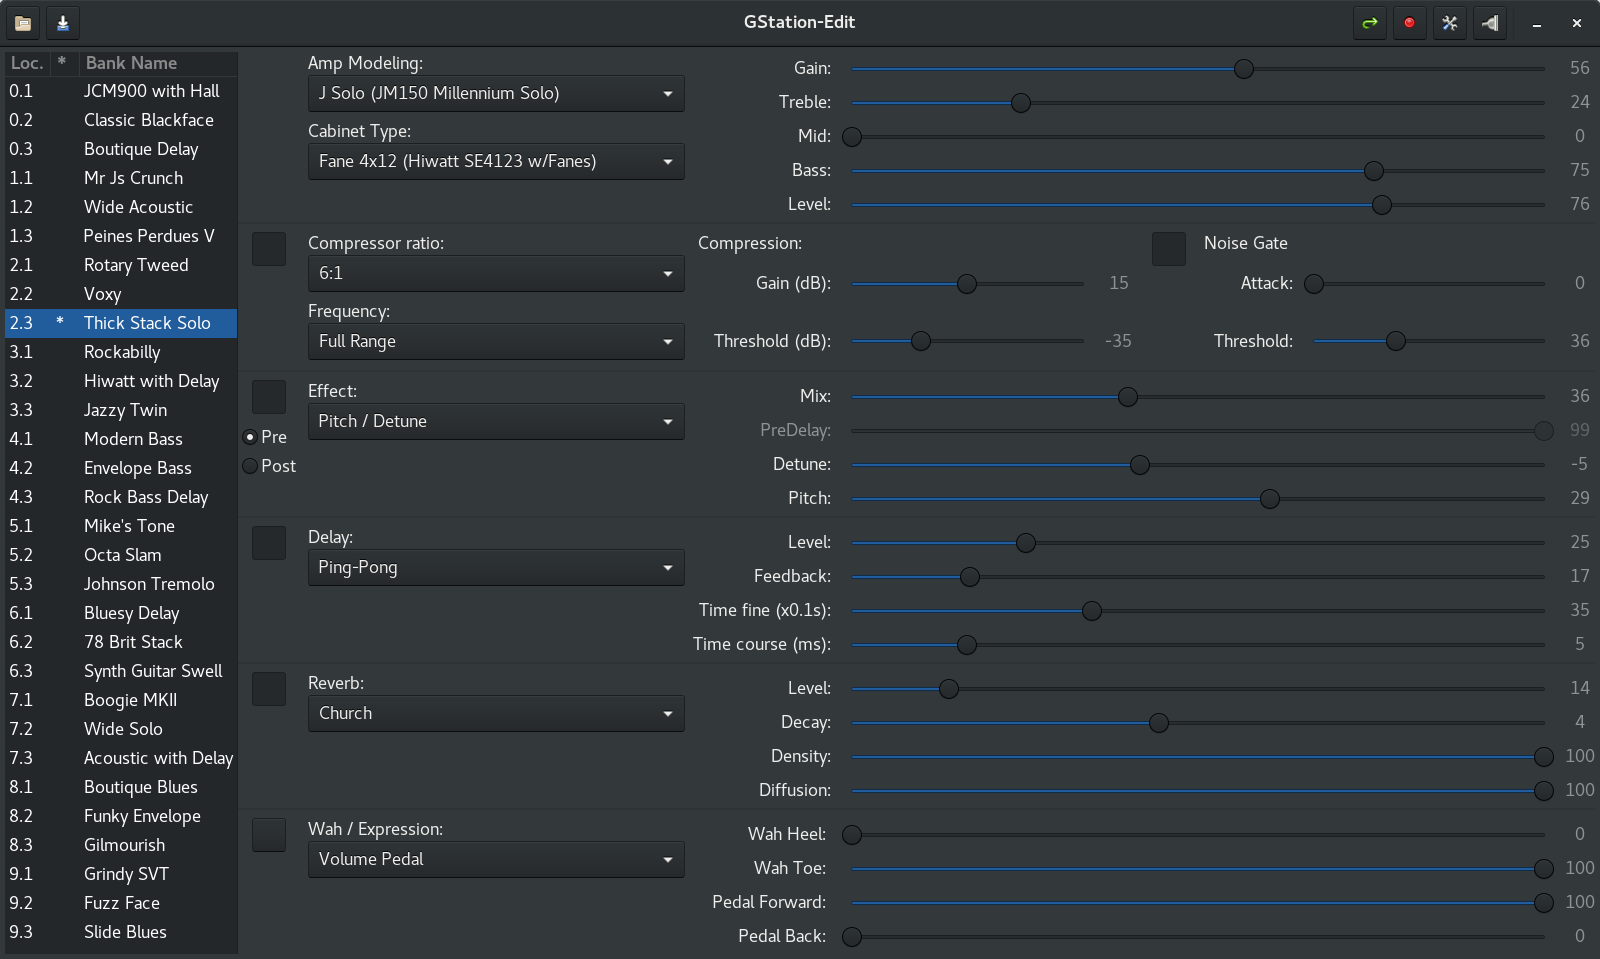 GStation-Edit
Loc. * Bank Name
0.1 JCM900 with Hall
0.2 Classic Blackface
0.3 Boutique Delay
1.1 Mr Js Crunch
1.2 Wide Acoustic
1.3 Peines Perdues V
2.1 Rotary Tweed
2.2 Voxy
2.3 * Thick Stack Solo
3.1 Rockabilly
3.2 Hiwatt with Delay
3.3 Jazzy Twin
4.1 Modern Bass
4.2 Envelope Bass
4.3 Rock Bass Delay
5.1 Mike's Tone
5.2 Octa Slam
5.3 Johnson Tremolo
6.1 Bluesy Delay
6.2 78 Brit Stack
6.3 Synth Guitar Swell
7.1 Boogie MKII
7.2 Wide Solo
7.3 Acoustic with Delay
8.1 Boutique Blues
8.2 Funky Envelope
8.3 Gilmourish
9.1 Grindy SVT
9.2 Fuzz Face
9.3 Slide Blues
Amp Modeling:
J Solo (JM150 Millennium Solo)
Cabinet Type:
Fane 4x12 (Hiwatt SE4123 w/Fanes)
Gain: 56
Treble: 24
Mid: 0
Bass: 75
Level: 76
Compressor ratio:
6:1
Frequency:
Full Range
Compression:
Gain (dB): 15
Threshold (dB): -35
Noise Gate
Attack: 0
Threshold: 36
Effect:
Pitch / Detune
Pre
Post
Mix: 36
PreDelay: 99
Detune: -5
Pitch: 29
Delay:
Ping-Pong
Level: 25
Feedback: 17
Time fine (x0.1s): 35
Time course (ms): 5
Reverb:
Church
Level: 14
Decay: 4
Density: 100
Diffusion: 100
Wah / Expression:
Volume Pedal
Wah Heel: 0
Wah Toe: 100
Pedal Forward: 100
Pedal Back: 0